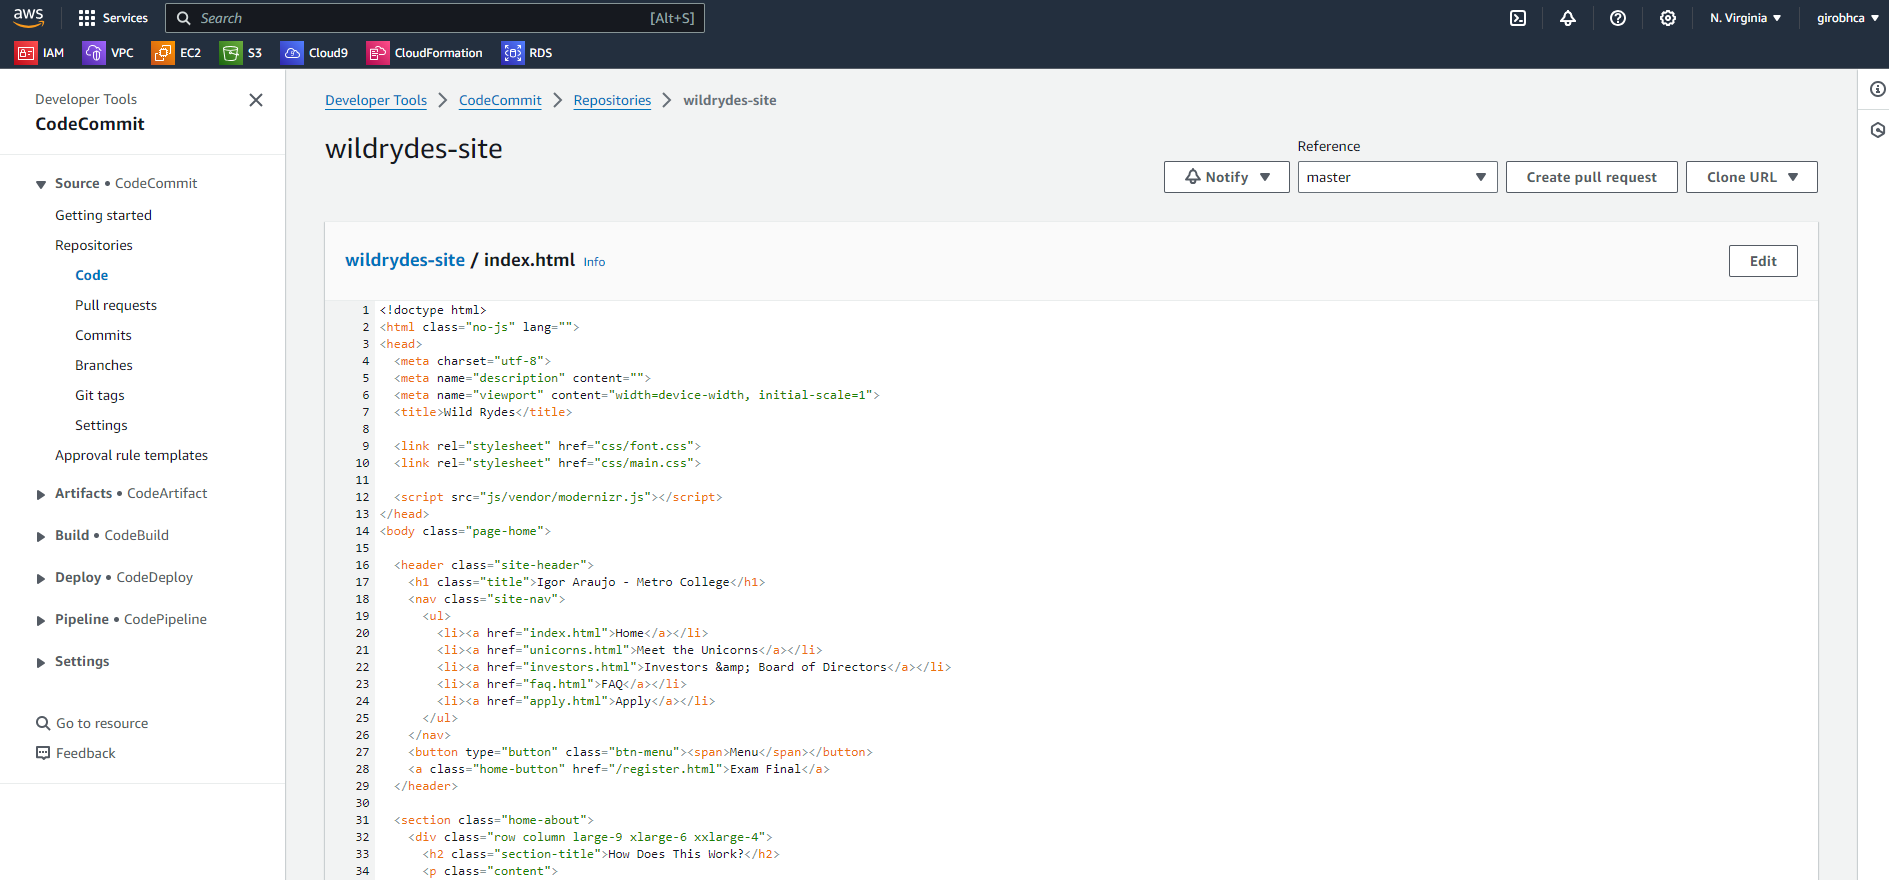 aws Services Search [Alt+S] N. Virginia girobhca
IAM VPC EC2 S3 Cloud9 CloudFormation RDS
Developer Tools
CodeCommit
Source • CodeCommit
Getting started
Repositories
Code
Pull requests
Commits
Branches
Git tags
Settings
Approval rule templates
Artifacts • CodeArtifact
Build • CodeBuild
Deploy • CodeDeploy
Pipeline • CodePipeline
Settings
Go to resource
Feedback
Developer Tools > CodeCommit > Repositories > wildrydes-site
wildrydes-site
Reference
Notify master Create pull request Clone URL
wildrydes-site / index.html Info Edit
1 <!doctype html>
2 <html class="no-js" lang="">
3 <head>
4   <meta charset="utf-8">
5   <meta name="description" content="">
6   <meta name="viewport" content="width=device-width, initial-scale=1">
7   <title>Wild Rydes</title>
8
9   <link rel="stylesheet" href="css/font.css">
10   <link rel="stylesheet" href="css/main.css">
11
12   <script src="js/vendor/modernizr.js"></script>
13 </head>
14 <body class="page-home">
15
16   <header class="site-header">
17     <h1 class="title">Igor Araujo - Metro College</h1>
18     <nav class="site-nav">
19       <ul>
20         <li><a href="index.html">Home</a></li>
21         <li><a href="unicorns.html">Meet the Unicorns</a></li>
22         <li><a href="investors.html">Investors &amp; Board of Directors</a></li>
23         <li><a href="faq.html">FAQ</a></li>
24         <li><a href="apply.html">Apply</a></li>
25       </ul>
26     </nav>
27     <button type="button" class="btn-menu"><span>Menu</span></button>
28     <a class="home-button" href="/register.html">Exam Final</a>
29   </header>
30
31   <section class="home-about">
32     <div class="row column large-9 xlarge-6 xxlarge-4">
33       <h2 class="section-title">How Does This Work?</h2>
34       <p class="content">